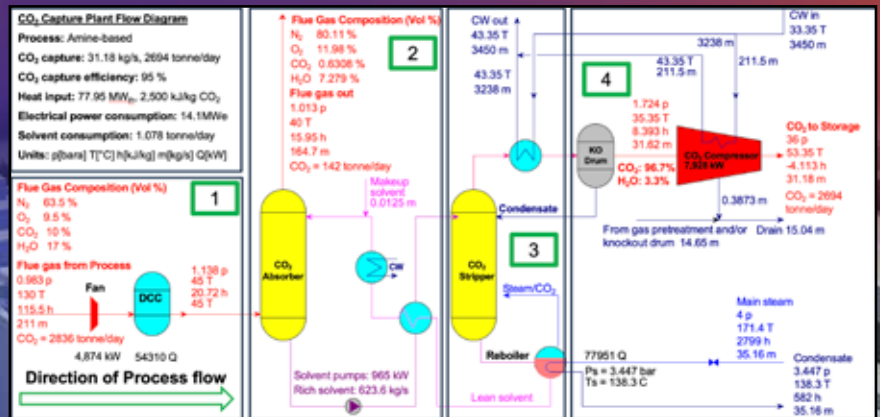 CO₂ Capture Plant Flow Diagram
Process: Amine-based
CO₂ capture: 31.18 kg/s, 2694 tonne/day
CO₂ capture efficiency: 95 %
Heat input: 77.95 MWₜₕ, 2,500 kJ/kg CO₂
Electrical power consumption: 14.1MWe
Solvent consumption: 1.078 tonne/day
Units: p[bara] T[°C] h[kJ/kg] m[kg/s] Q[kW]
1
Flue Gas Composition (Vol %)
N₂ 63.5 %
O₂ 9.5 %
CO₂ 10 %
H₂O 17 %
Flue gas from Process
0.983 p
130 T
115.5 h
211 m
CO₂ = 2836 tonne/day
Fan
4,874 kW
DCC
54310 Q
1.138 p
45 T
20.72 h
45 T
Direction of Process flow
2
Flue Gas Composition (Vol %)
N₂ 80.11 %
O₂ 11.98 %
CO₂ 0.6308 %
H₂O 7.279 %
Flue gas out
1.013 p
40 T
15.95 h
164.7 m
CO₂ = 142 tonne/day
Makeup
solvent
0.0125 m
CO₂
Absorber
CW
Solvent pumps: 965 kW
Rich solvent: 623.6 kg/s
Lean solvent
3
CW out
43.35 T
3450 m
43.35 T
3238 m
Condensate
CO₂
Stripper
Steam/CO₂
Reboiler
77951 Q
Ps = 3.447 bar
Ts = 138.3 C
4
CW in
33.35 T
3450 m
3238 m
43.35 T
211.5 m
211.5 m
KO
Drum
1.724 p
35.35 T
8.393 h
31.62 m
CO₂: 96.7%
H₂O: 3.3%
CO₂ Compressor
7,928 kW
CO₂ to Storage
36 p
53.35 T
-4.113 h
31.18 m
CO₂ = 2694
tonne/day
0.3873 m
From gas pretreatment and/or
knockout drum 14.65 m
Drain 15.04 m
Main steam
4 p
171.4 T
2799 h
35.16 m
Condensate
3.447 p
138.3 T
582 h
35.16 m